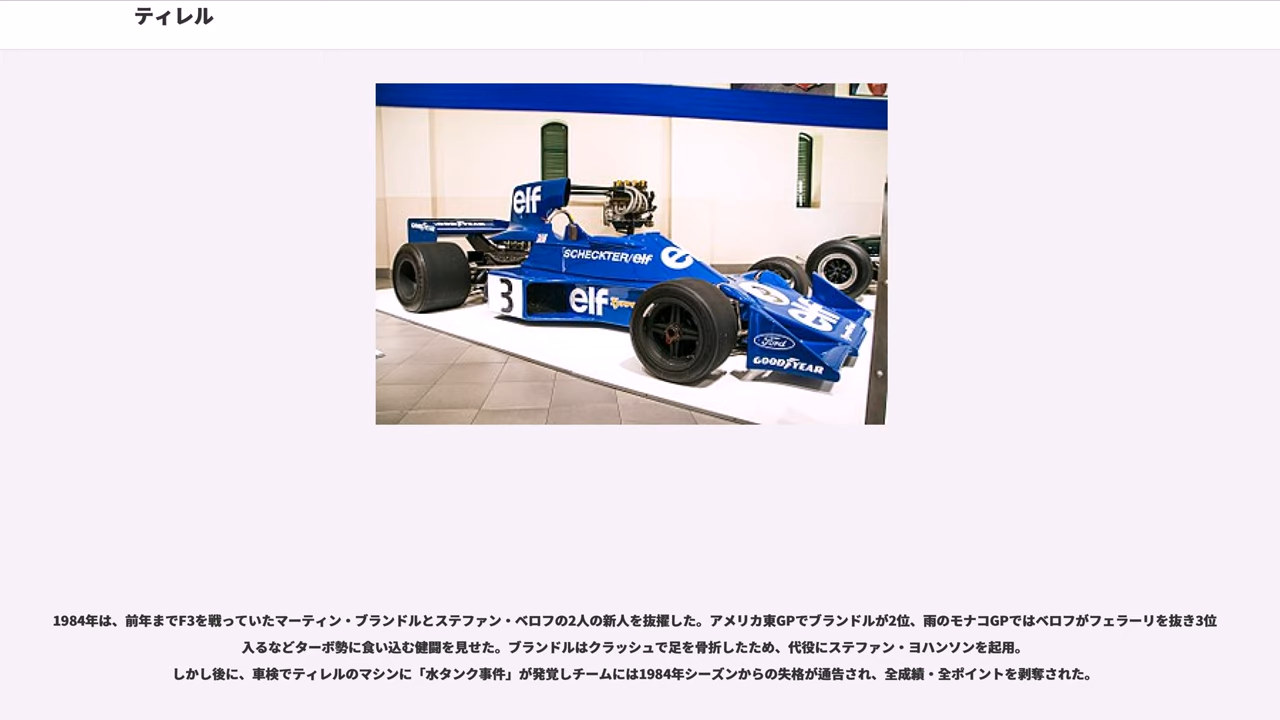 ティレル
elf
GOODYEAR
SCHECKTER/elf
3
elf
elf
Ford
GOODYEAR
1984年は、前年までF3を戦っていたマーティン・ブランドルとステファン・ベロフの2人の新人を抜擢した。アメリカ東GPでブランドルが2位、雨のモナコGPではベロフがフェラーリを抜き3位
入るなどターボ勢に食い込む健闘を見せた。ブランドルはクラッシュで足を骨折したため、代役にステファン・ヨハンソンを起用。
しかし後に、車検でティレルのマシンに「水タンク事件」が発覚しチームには1984年シーズンからの失格が通告され、全成績・全ポイントを剥奪された。